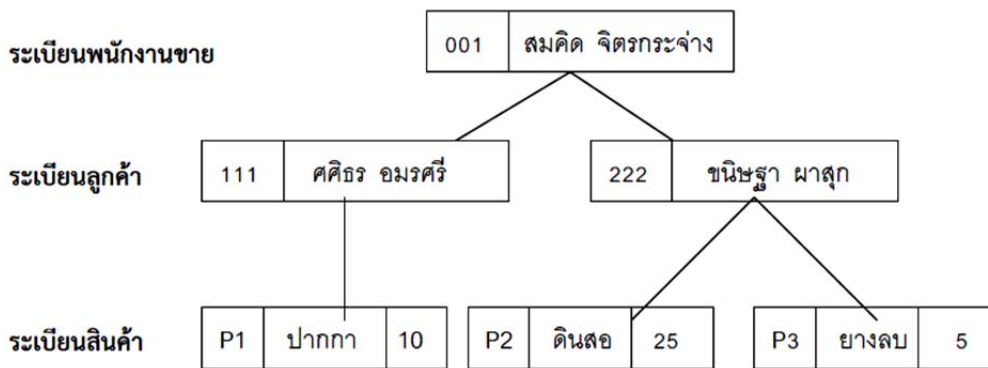 ระเบียนพนักงานขาย 001 สมคิด จิตรกระจ่าง
ระเบียนลูกค้า 111 ศศิธร อมรศรี 222 ขนิษฐา ผาสุก
ระเบียนสินค้า P1 ปากกา 10 P2 ดินสอ 25 P3 ยางลบ 5